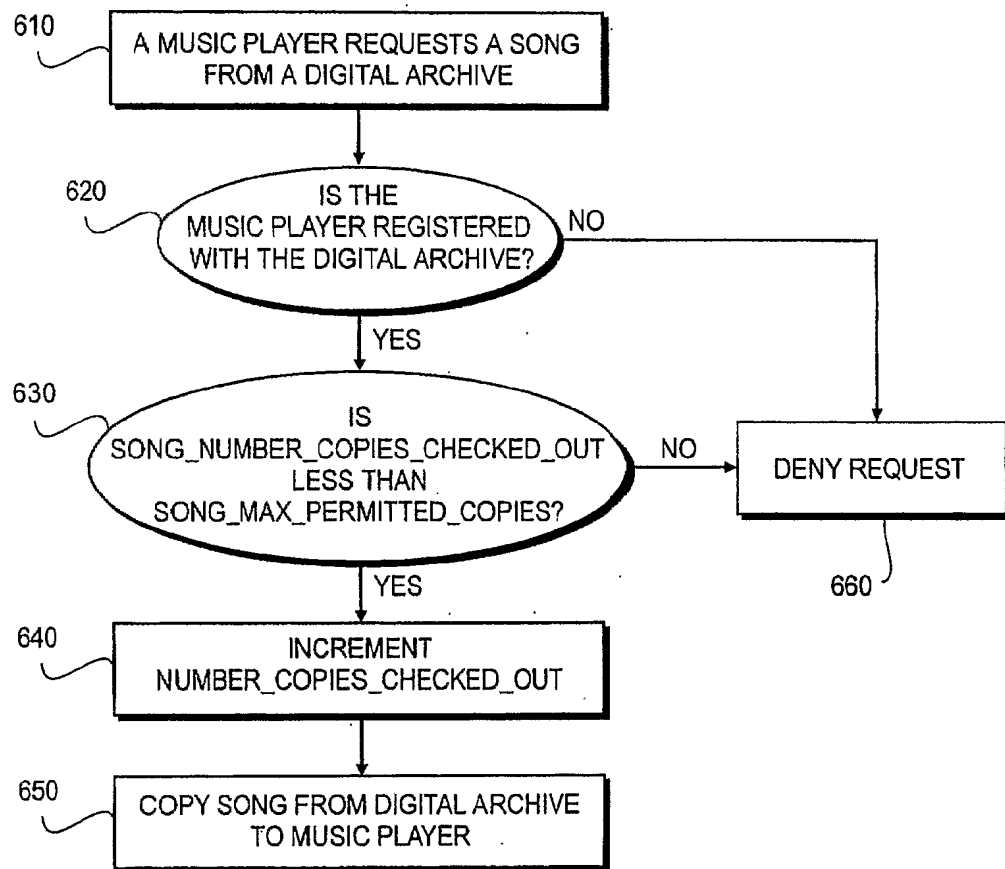 610
A MUSIC PLAYER REQUESTS A SONG
FROM A DIGITAL ARCHIVE
620
IS THE
MUSIC PLAYER REGISTERED
WITH THE DIGITAL ARCHIVE?
NO
YES
630
IS
SONG_NUMBER_COPIES_CHECKED_OUT
LESS THAN
SONG_MAX_PERMITTED_COPIES?
NO
DENY REQUEST
660
YES
640
INCREMENT
NUMBER_COPIES_CHECKED_OUT
650
COPY SONG FROM DIGITAL ARCHIVE
TO MUSIC PLAYER